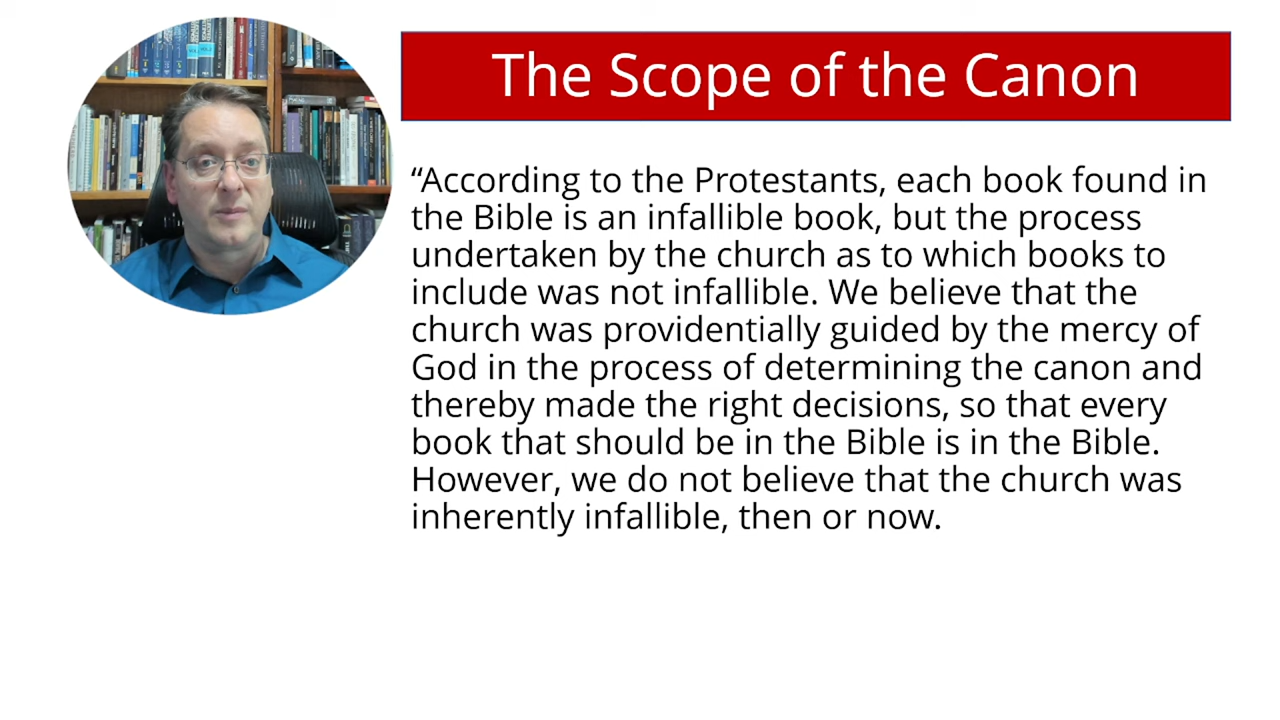 The Scope of the Canon
“According to the Protestants, each book found in
the Bible is an infallible book, but the process
undertaken by the church as to which books to
include was not infallible. We believe that the
church was providentially guided by the mercy of
God in the process of determining the canon and
thereby made the right decisions, so that every
book that should be in the Bible is in the Bible.
However, we do not believe that the church was
inherently infallible, then or now.